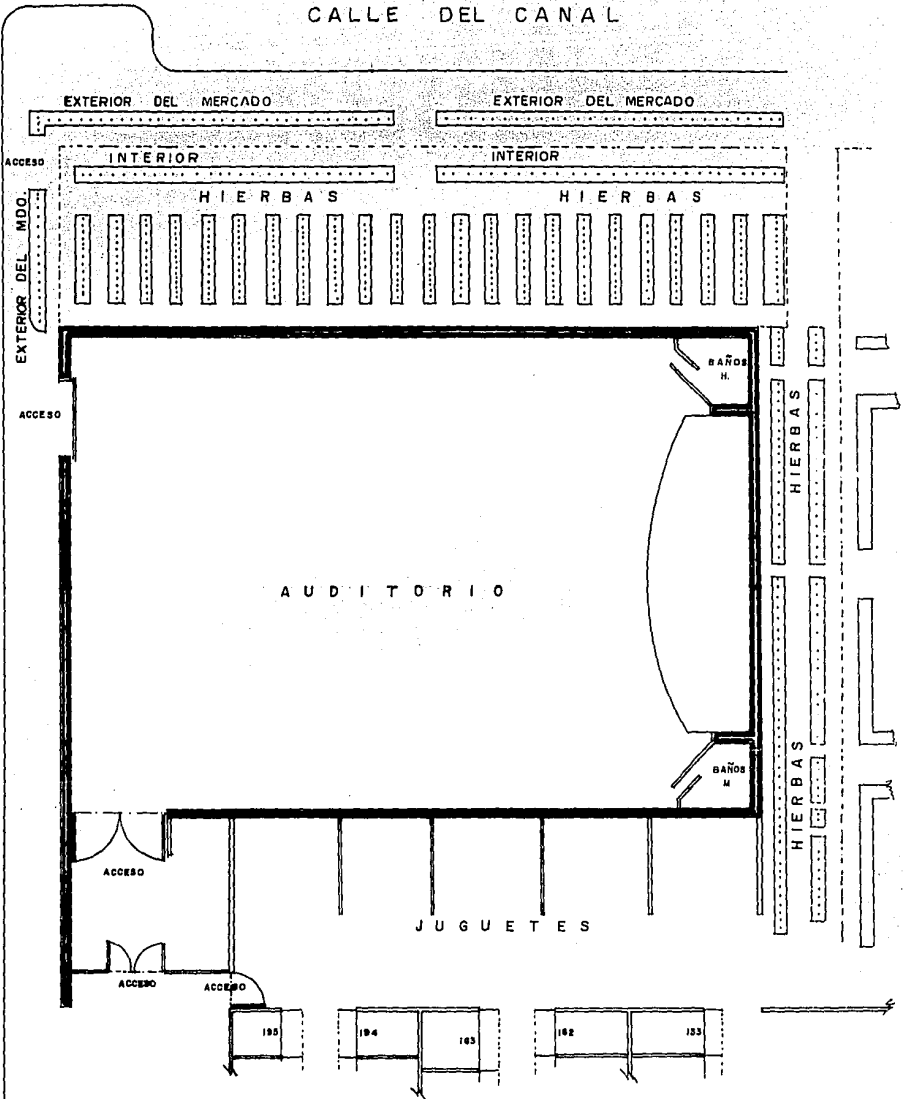 CALLE DEL CANAL
EXTERIOR DEL MERCADO
EXTERIOR DEL MERCADO
ACCESO
INTERIOR
INTERIOR
HIERBAS
HIERBAS
EXTERIOR DEL MDO.
BAÑOS
H.
ACCESO
HIERBAS
AUDITORIO
HIERBAS
BAÑOS
M
ACCESO
JUGUETES
ACCESO
ACCESO
195
194
163
162
133